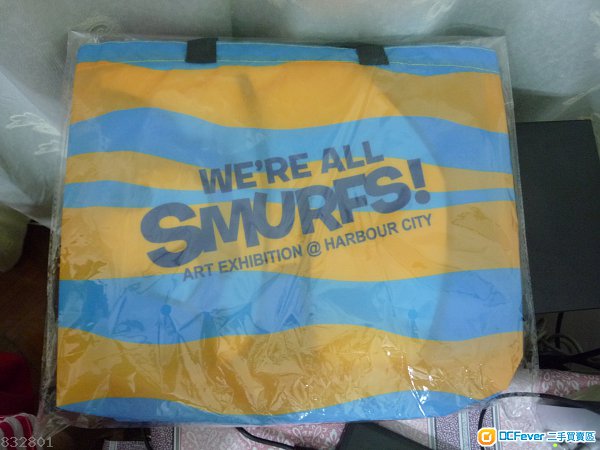 WE'RE ALL
SMURFS!
ART EXHIBITION @ HARBOUR CITY
832801
DCFever 二手買賣區